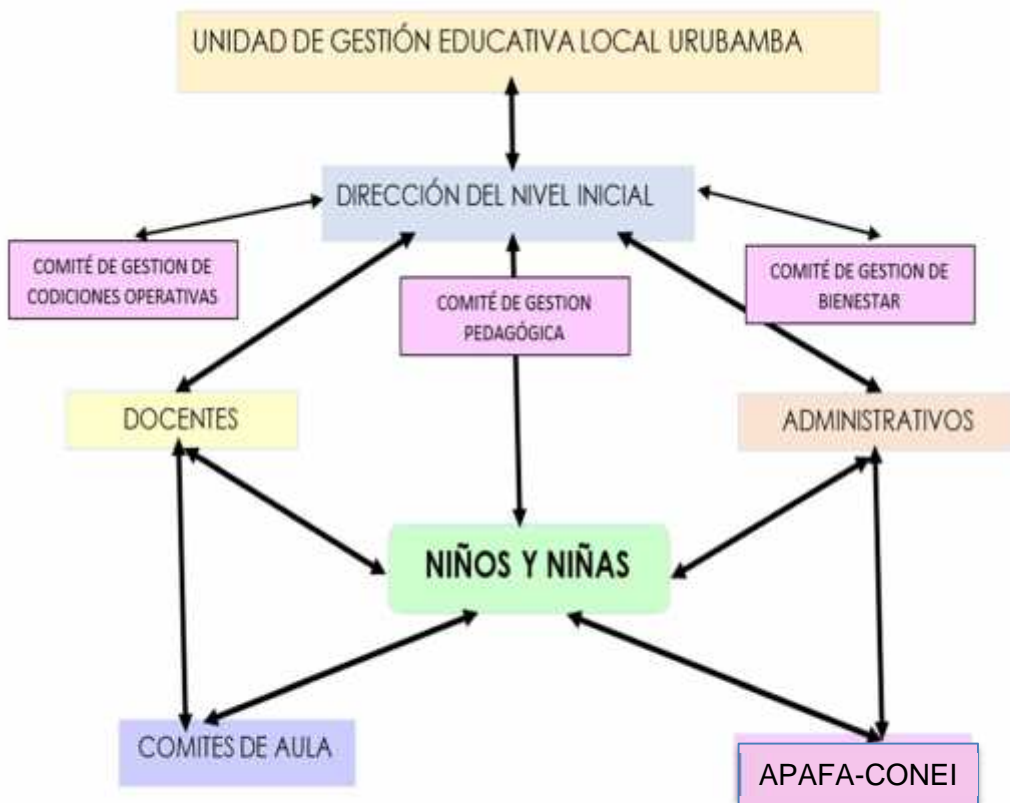 UNIDAD DE GESTIÓN EDUCATIVA LOCAL URUBAMBA
DIRECCIÓN DEL NIVEL INICIAL
COMITÉ DE GESTION DE
CODICIONES OPERATIVAS
COMITÉ DE GESTION
PEDAGÓGICA
COMITÉ DE GESTION DE
BIENESTAR
DOCENTES
ADMINISTRATIVOS
NIÑOS Y NIÑAS
COMITES DE AULA
APAFA-CONEI